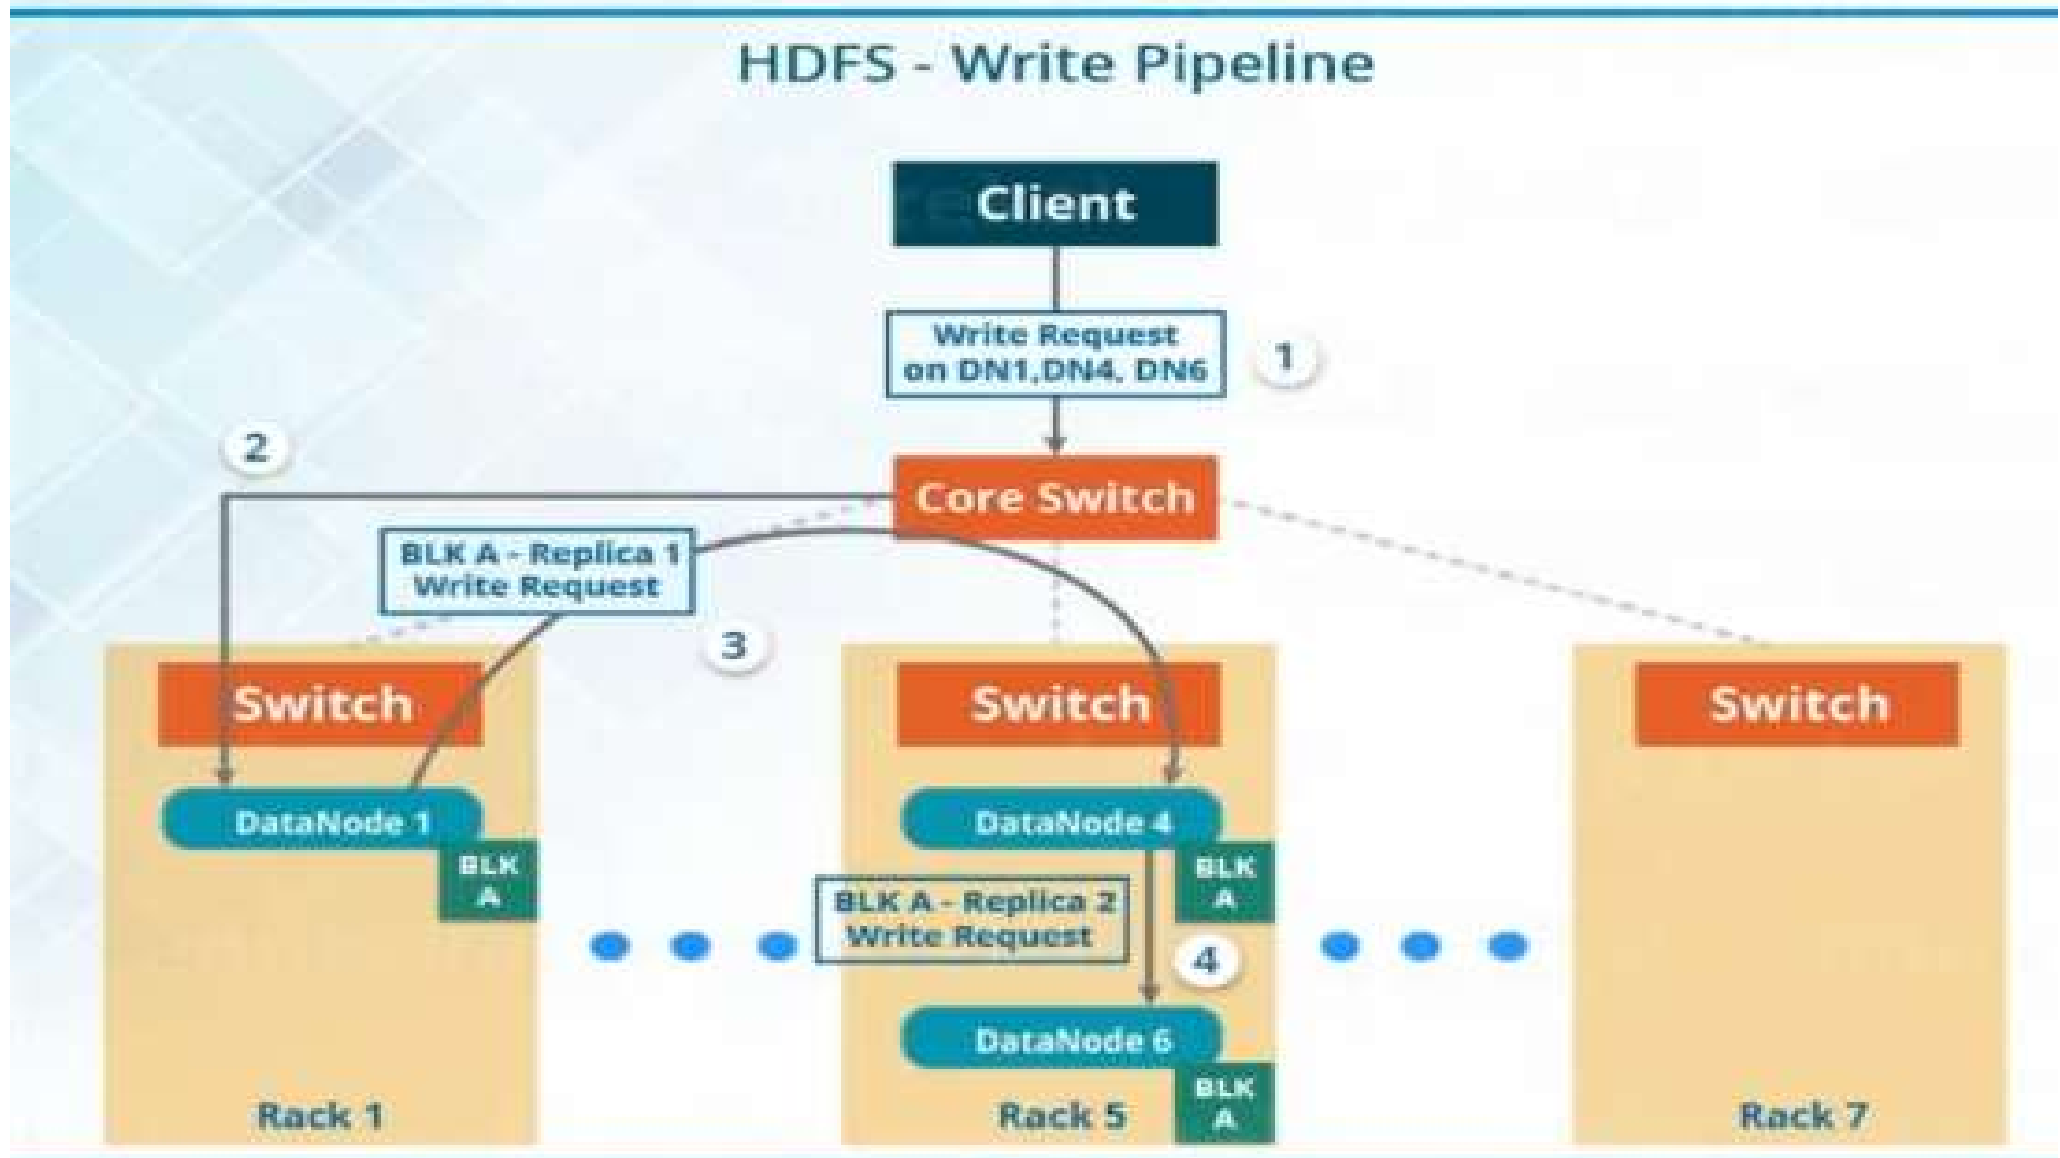 HDFS - Write Pipeline
Client
Write Request
on DN1,DN4. DN6
1
2
Core Switch
BLK A - Replica 1
Write Request
3
Switch
Switch
Switch
DataNode 1
DataNode 4
BLK
A
BLK
A
BLK A - Replica 2
Write Request
4
DataNode 6
BLK
A
Rack 1
Rack 5
Rack 7